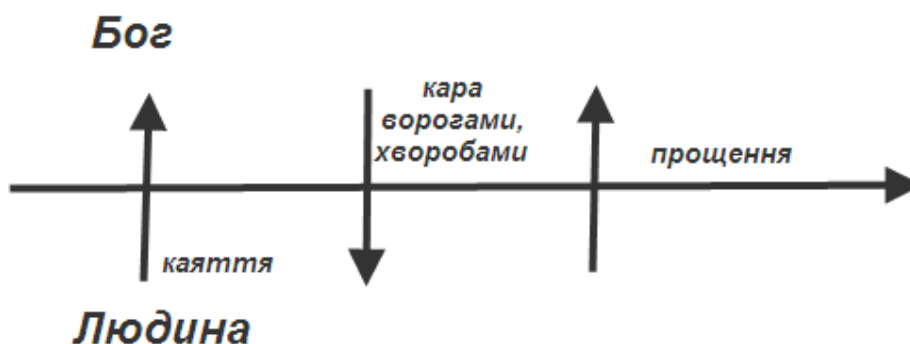 Бог
кара
ворогами,
хворобами
прощення
каяття
Людина